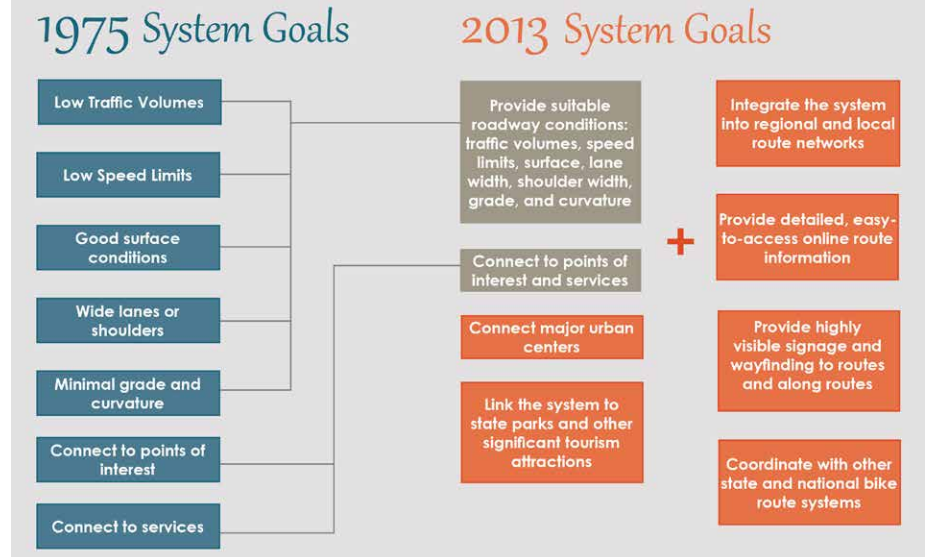 1975 System Goals
Low Traffic Volumes
Low Speed Limits
Good surface
conditions
Wide lanes or
shoulders
Minimal grade and
curvature
Connect to points of
interest
Connect to services
2013 System Goals
Provide suitable
roadway conditions:
traffic volumes, speed
limits, surface, lane
width, shoulder width,
grade, and curvature
Connect to points of
interest and services
Connect major urban
centers
Link the system to
state parks and other
significant tourism
attractions
+
Integrate the system
into regional and local
route networks
Provide detailed, easy-
to-access online route
information
Provide highly
visible signage and
wayfinding to routes
and along routes
Coordinate with other
state and national bike
route systems